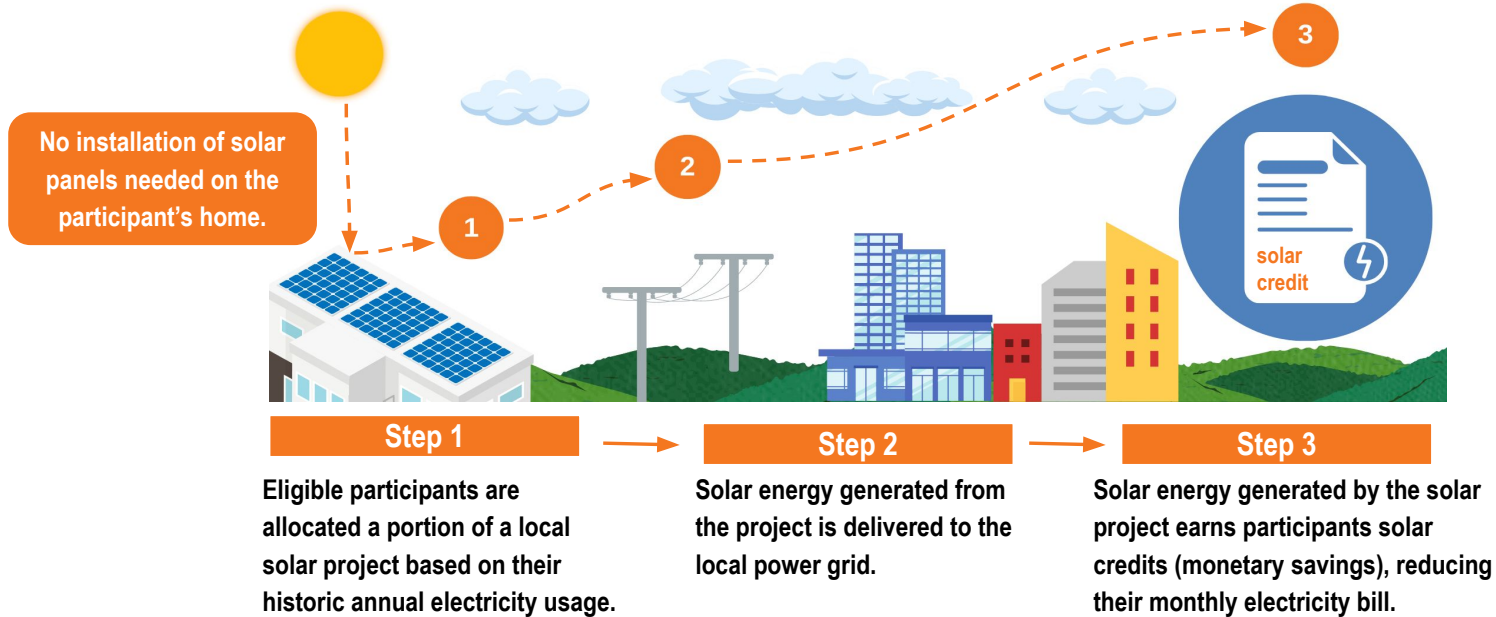 3
No installation of solar
panels needed on the
participant’s home.
2
1
solar
credit
Step 1
Step 2
Step 3
Eligible participants are
allocated a portion of a local
solar project based on their
historic annual electricity usage.
Solar energy generated from
the project is delivered to the
local power grid.
Solar energy generated by the solar
project earns participants solar
credits (monetary savings), reducing
their monthly electricity bill.